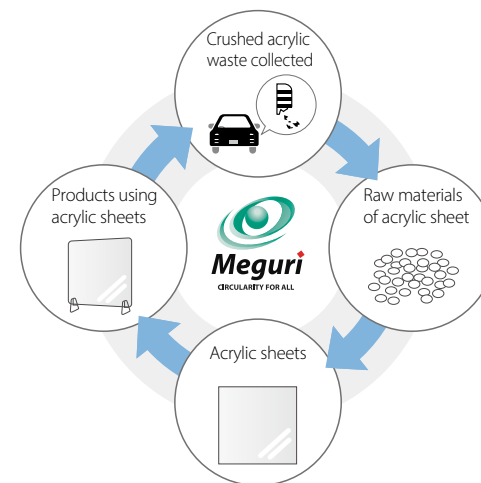 Crushed acrylic
waste collected
Products using
acrylic sheets
Raw materials
of acrylic sheet
Meguri
CIRCULARITY FOR ALL
Acrylic sheets